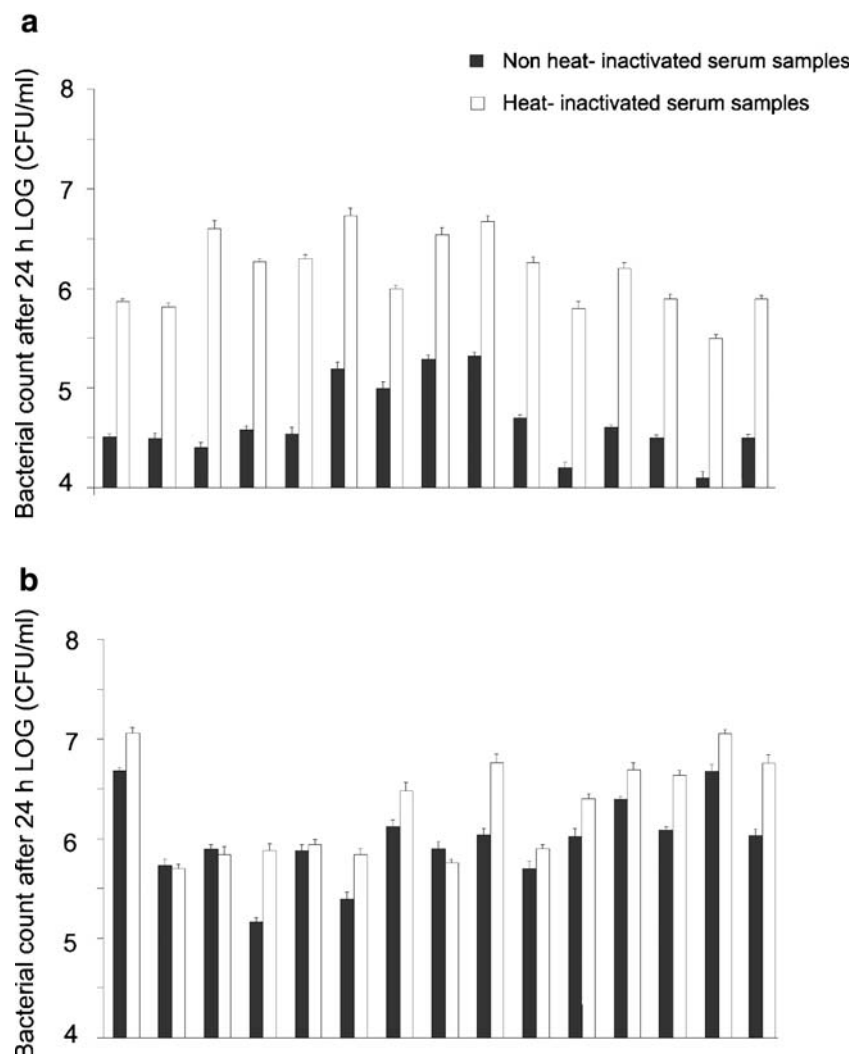 a
Non heat- inactivated serum samples
Heat- inactivated serum samples
Bacterial count after 24 h LOG (CFU/ml)
8
7
6
5
4
b
Bacterial count after 24 h LOG (CFU/ml)
8
7
6
5
4